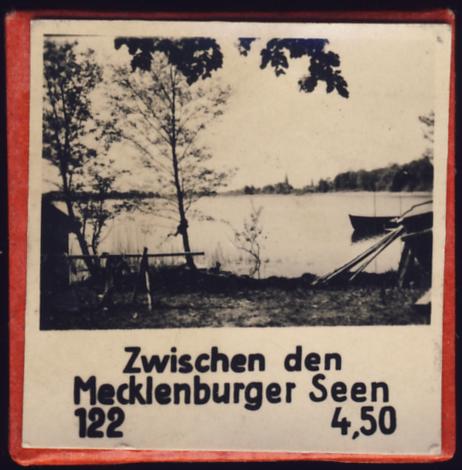 Zwischen den
Mecklenburger Seen
122 4,50